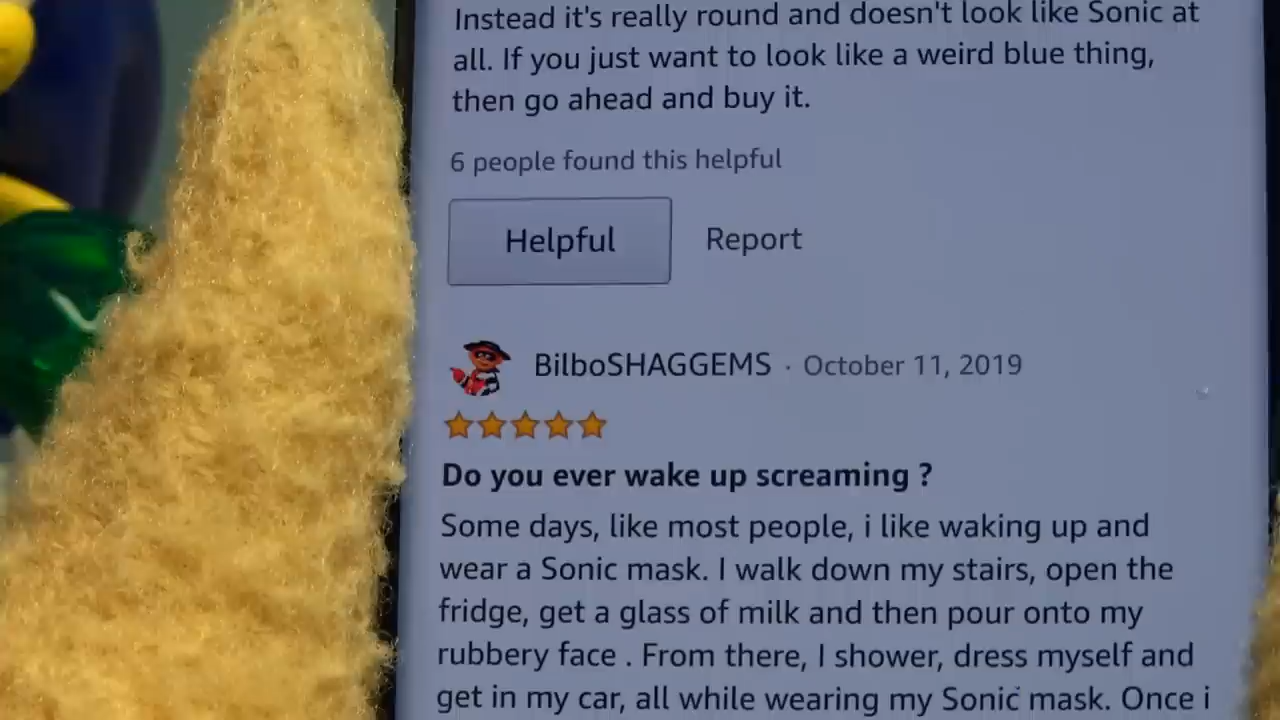 Instead it's really round and doesn't look like Sonic at
all. If you just want to look like a weird blue thing,
then go ahead and buy it.
6 people found this helpful
Helpful Report
BilboSHAGGEMS · October 11, 2019
Do you ever wake up screaming ?
Some days, like most people, i like waking up and
wear a Sonic mask. I walk down my stairs, open the
fridge, get a glass of milk and then pour onto my
rubbery face . From there, I shower, dress myself and
get in my car, all while wearing my Sonic mask. Once i